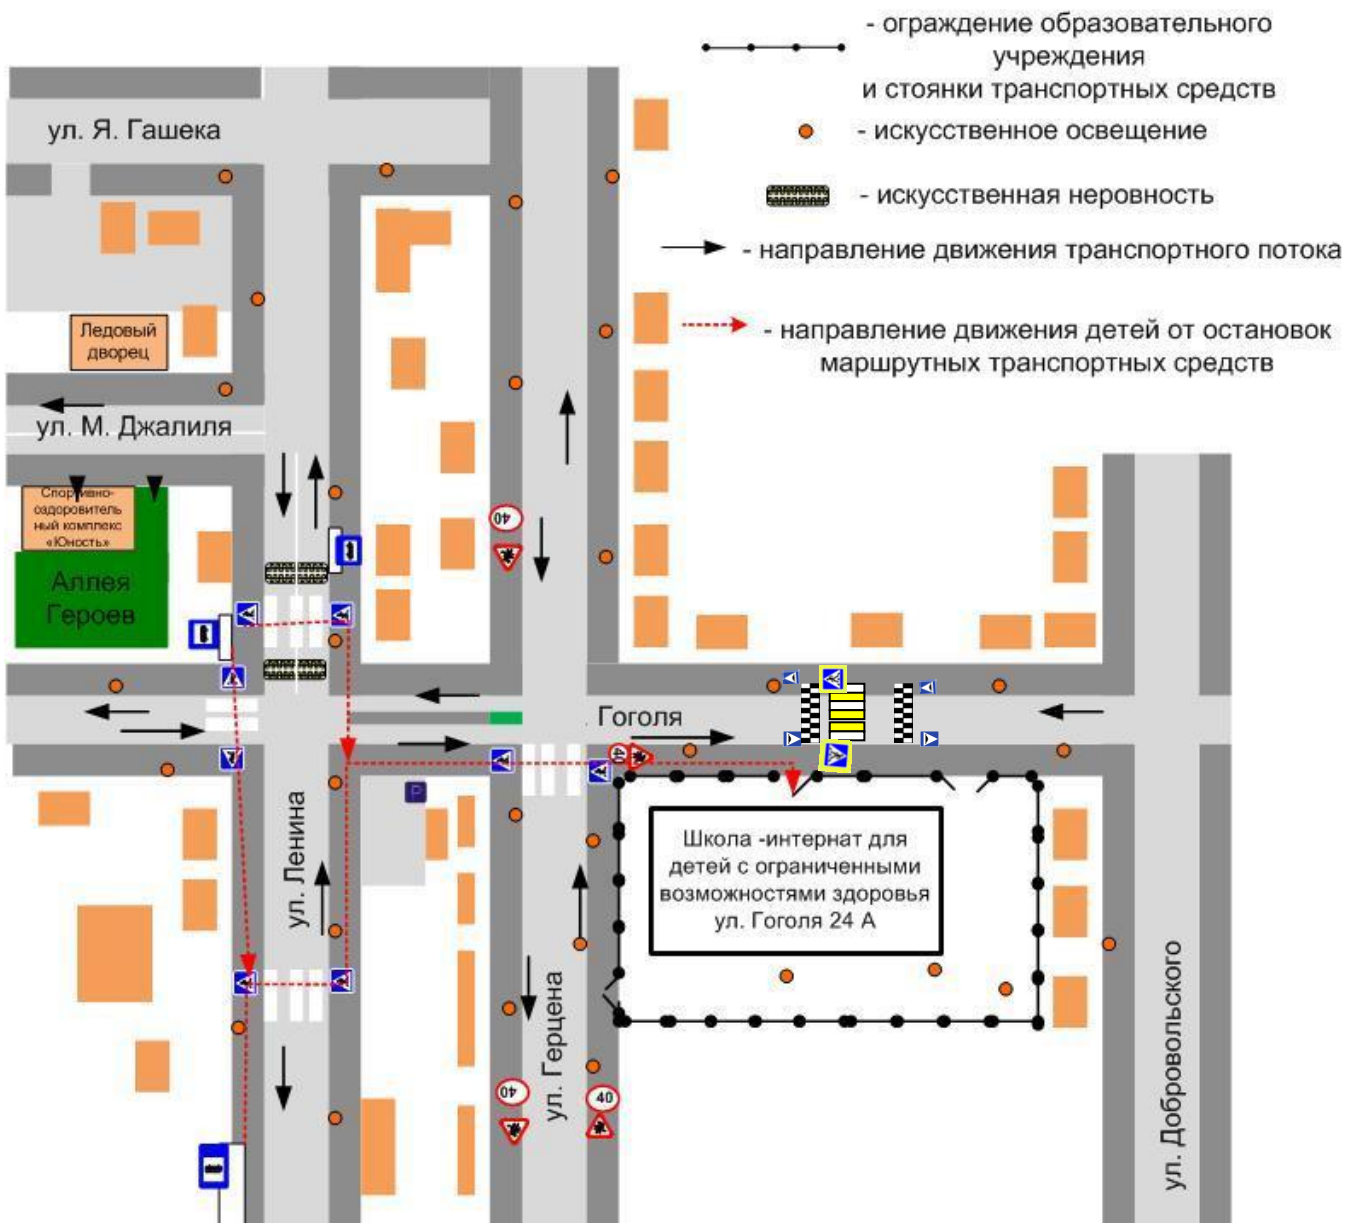 - ограждение образовательного
учреждения
и стоянки транспортных средств
- искусственное освещение
- искусственная неровность
- направление движения транспортного потока
- направление движения детей от остановок
маршрутных транспортных средств
ул. Я. Гашека
Ледовый
дворец
ул. М. Джалиля
Спортивно-
оздоровитель
ный комплекс
«Юность»
Аллея
Героев
40
Гоголя
40
P
ул. Ленина
Школа -интернат для
детей с ограниченными
возможностями здоровья
ул. Гоголя 24 А
ул. Герцена
ул. Добровольского
40
40